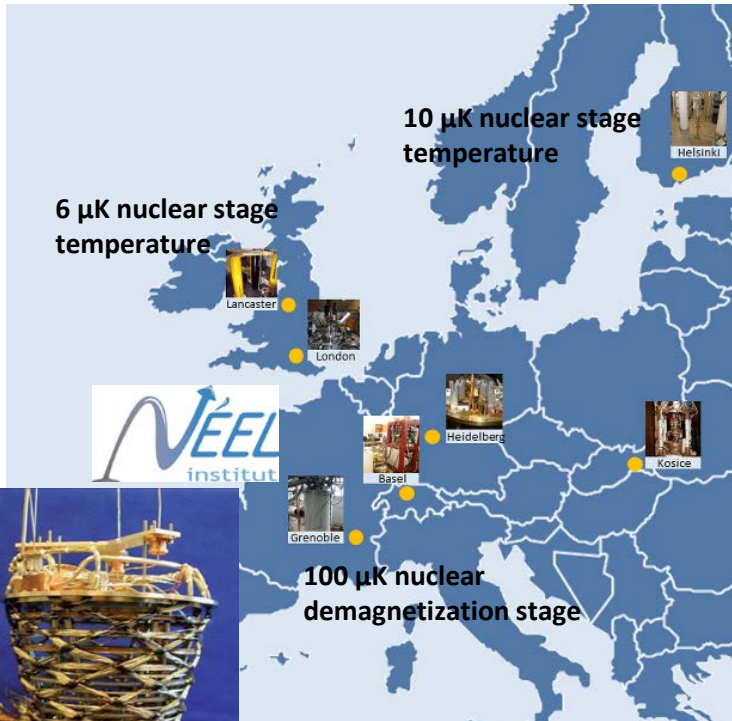 10 µK nuclear stage
temperature
Helsinki
6 µK nuclear stage
temperature
Lancaster
London
NÉEL
institut
Heidelberg
Basel
Kosice
Grenoble
100 µK nuclear
demagnetization stage